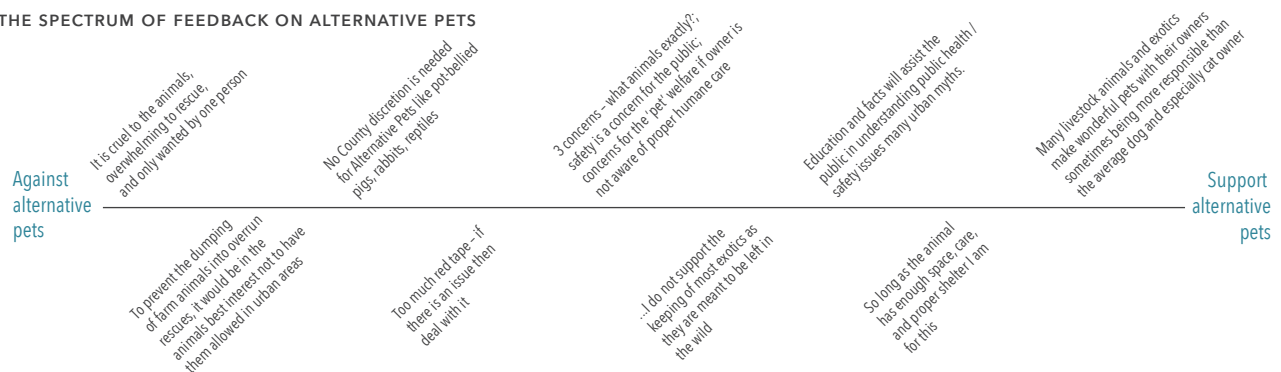 THE SPECTRUM OF FEEDBACK ON ALTERNATIVE PETS
Against
alternative
pets
It is cruel to the animals,
overwhelming to rescue,
and only wanted by one person
No County discretion is needed
for Alternative Pets like pot-bellied
pigs, rabbits, reptiles
3 concerns – what animals exactly?;
safety is a concern for the public;
concerns for the 'pet' welfare if owner is
not aware of proper humane care
Education and facts will assist the
public in understanding public health /
safety issues many urban myths.
Many livestock animals and exotics
make wonderful pets with their owners
sometimes being more responsible than
the average dog and especially cat owner
To prevent the dumping
of farm animals into overrun
rescues, it would be in the
animals best interest not to have
them allowed in urban areas
Too much red tape – if
there is an issue then
deal with it
...I do not support the
keeping of most exotics as
they are meant to be left in
the wild
So long as the animal
has enough space, care,
and proper shelter I am
for this
Support
alternative
pets